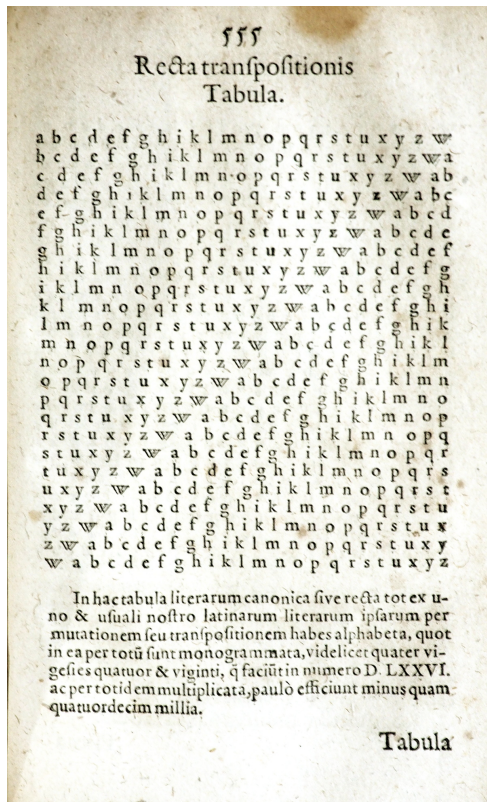 555
Recta tranſpoſitionis
Tabula.
a b c d e f g h i k l m n o p q r s t u x y z w
b c d e f g h i k l m n o p q r s t u x y z w a
c d e f g h i k l m n o p q r s t u x y z w a b
d e f g h i k l m n o p q r s t u x y z w a b c
e f g h i k l m n o p q r s t u x y z w a b c d
f g h i k l m n o p q r s t u x y z w a b c d e
g h i k l m n o p q r s t u x y z w a b c d e f
h i k l m n o p q r s t u x y z w a b c d e f g
i k l m n o p q r s t u x y z w a b c d e f g h
k l m n o p q r s t u x y z w a b c d e f g h i
l m n o p q r s t u x y z w a b c d e f g h i k
m n o p q r s t u x y z w a b c d e f g h i k l
n o p q r s t u x y z w a b c d e f g h i k l m
o p q r s t u x y z w a b c d e f g h i k l m n
p q r s t u x y z w a b c d e f g h i k l m n o
q r s t u x y z w a b c d e f g h i k l m n o p
r s t u x y z w a b c d e f g h i k l m n o p q
s t u x y z w a b c d e f g h i k l m n o p q r
t u x y z w a b c d e f g h i k l m n o p q r s
u x y z w a b c d e f g h i k l m n o p q r s t
x y z w a b c d e f g h i k l m n o p q r s t u
y z w a b c d e f g h i k l m n o p q r s t u x
z w a b c d e f g h i k l m n o p q r s t u x y
w a b c d e f g h i k l m n o p q r s t u x y z
In hac tabula literarum canonica ſive recta tot ex u-
no & uſuali noſtro latinarum literarum ipſarum per
mutationem ſeu tranſpoſitionem habes alphabeta, quot
in ea per totū ſunt monogrammata, videlicet quater vi-
geſies quatuor & viginti, q̄ faciūt in numero D. LXXVI.
ac per totidem multiplicata, paulò efficiunt minus quam
quatuordecim millia.
Tabula